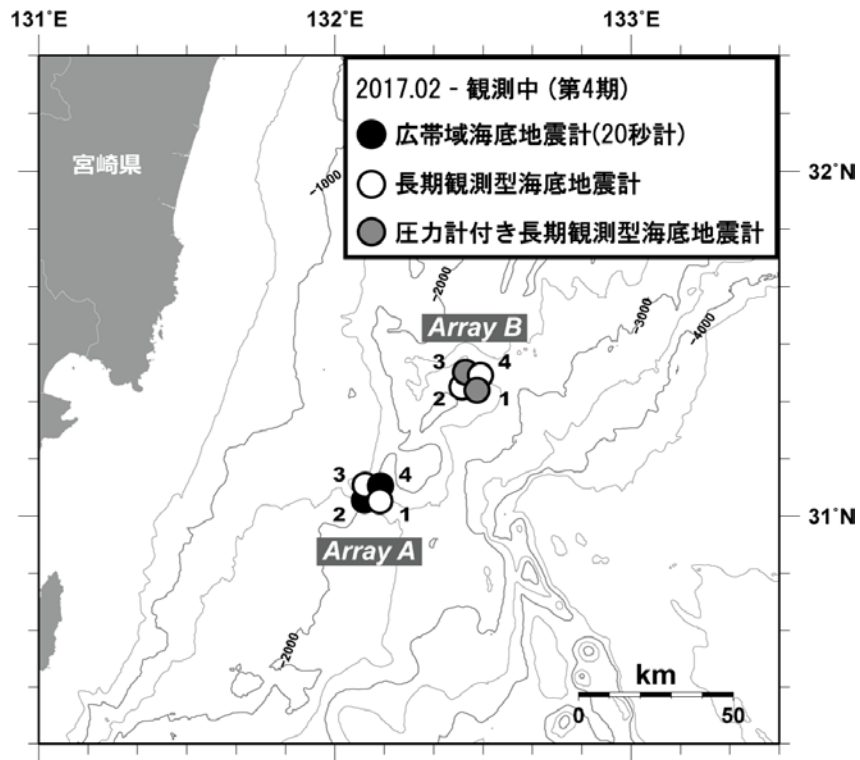 131°E 132°E 133°E
2017.02 - 観測中 (第4期)
広帯域海底地震計(20秒計)
長期観測型海底地震計
圧力計付き長期観測型海底地震計
宮崎県
32°N
-1000
-2000
-3000
-4000
Array B
3 4
2 1
3 4
2 1
31°N
Array A
-2000
km
0 50